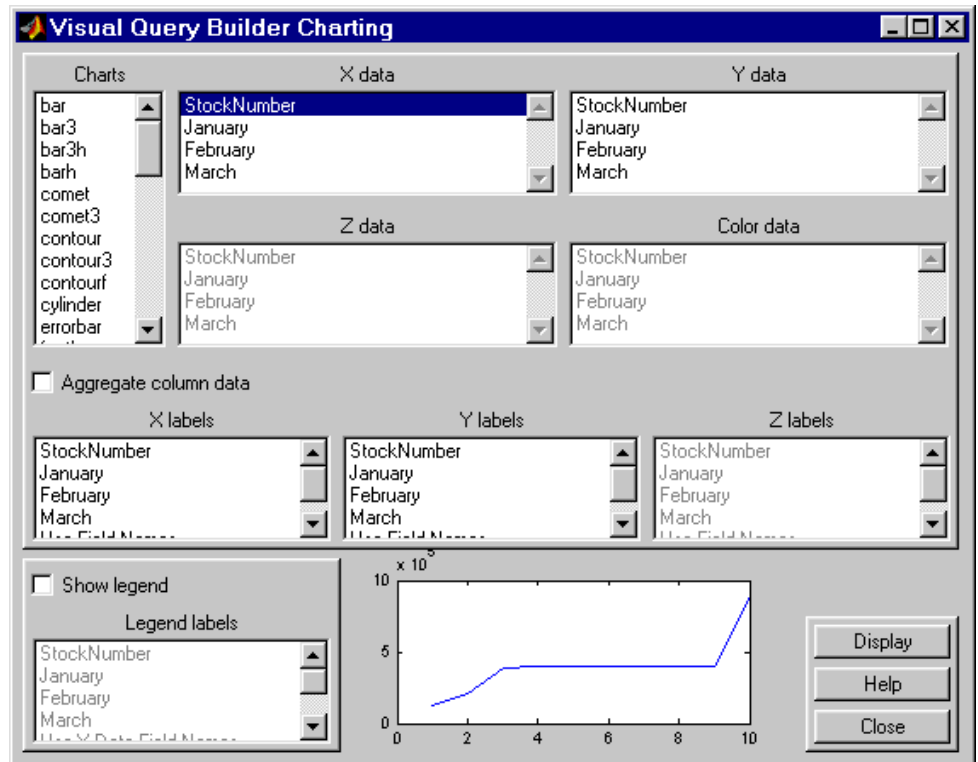 Visual Query Builder Charting
Charts
bar
bar3
bar3h
barh
comet
comet3
contour
contour3
contourf
cylinder
errorbar
X data
StockNumber
January
February
March
Y data
StockNumber
January
February
March
Z data
StockNumber
January
February
March
Color data
StockNumber
January
February
March
Aggregate column data
X labels
StockNumber
January
February
March
Y labels
StockNumber
January
February
March
Z labels
StockNumber
January
February
March
Show legend
Legend labels
StockNumber
January
February
March
x 10^5
10
5
0
0 2 4 6 8 10
Display
Help
Close